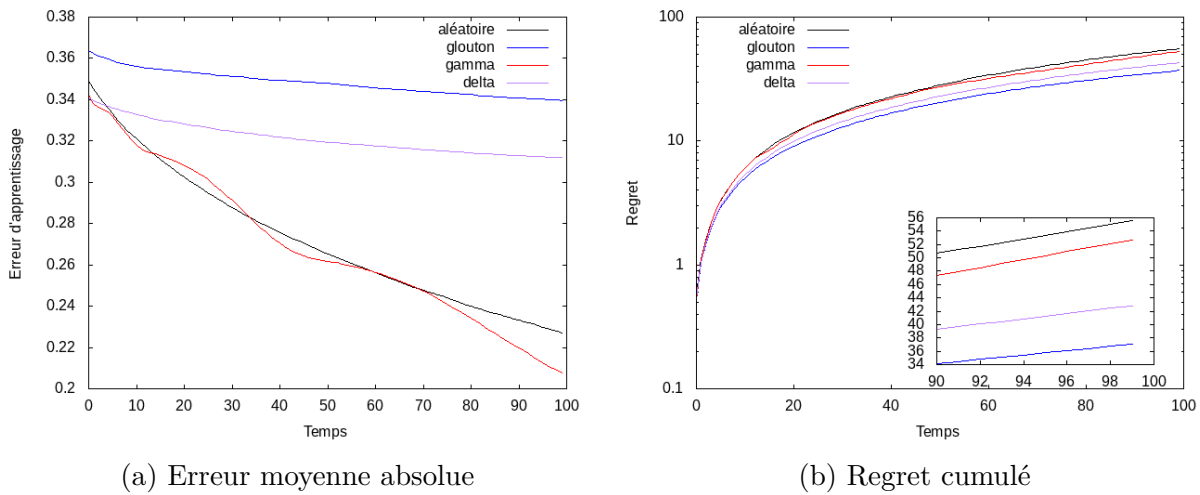 0.38
0.36
0.34
0.32
0.3
0.28
0.26
0.24
0.22
0.2
Erreur d'apprentissage
aléatoire
glouton
gamma
delta
0 10 20 30 40 50 60 70 80 90 100
Temps
(a) Erreur moyenne absolue
100
10
1
0.1
Regret
aléatoire
glouton
gamma
delta
56
54
52
50
48
46
44
42
40
38
36
34
90 92 94 96 98 100
0 20 40 60 80 100
Temps
(b) Regret cumulé